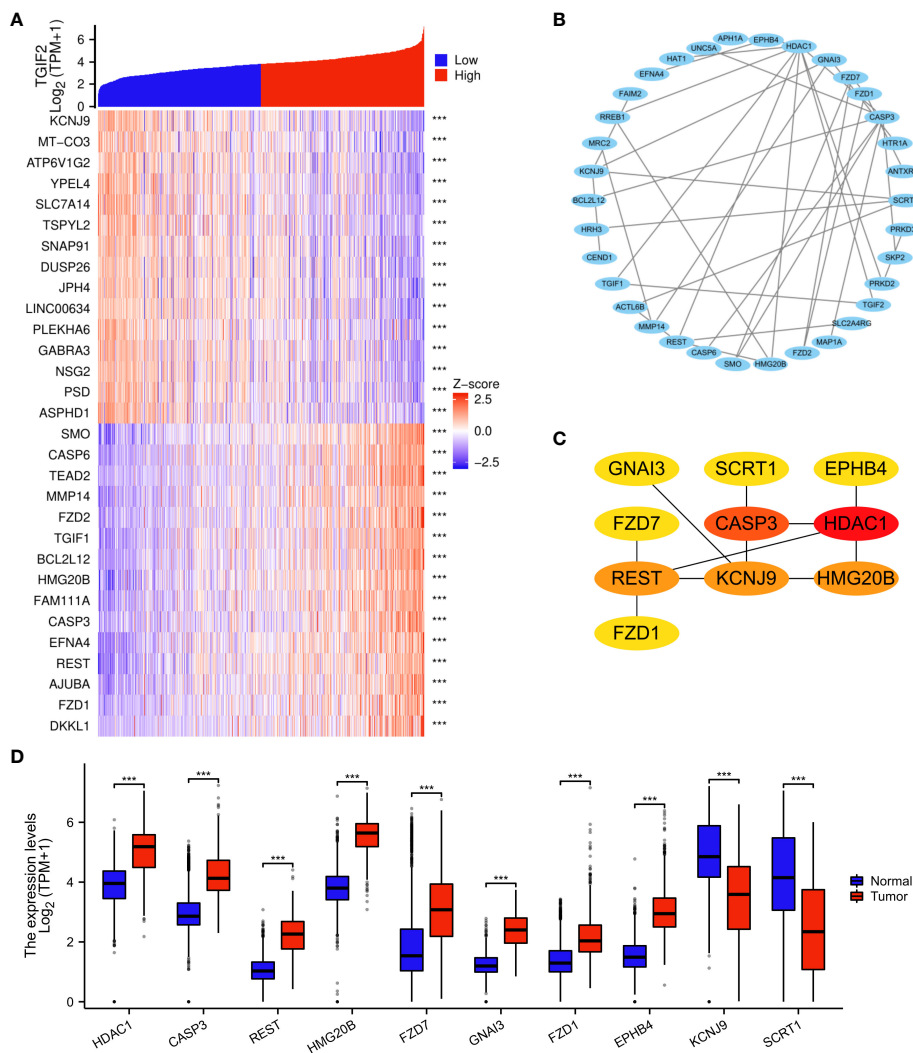 A
TGIF2
Log2 (TPM+1)
6
4
2
0
Low
High
KCNJ9 ***
MT−CO3 ***
ATP6V1G2 ***
YPEL4 ***
SLC7A14 ***
TSPYL2 ***
SNAP91 ***
DUSP26 ***
JPH4 ***
LINC00634 ***
PLEKHA6 ***
GABRA3 ***
NSG2 ***
PSD ***
ASPHD1 ***
SMO ***
CASP6 ***
TEAD2 ***
MMP14 ***
FZD2 ***
TGIF1 ***
BCL2L12 ***
HMG20B ***
FAM111A ***
CASP3 ***
EFNA4 ***
REST ***
AJUBA ***
FZD1 ***
DKKL1 ***
Z−score
2.5
0.0
−2.5
B
APH1A
EPHB4
UNC5A
HDAC1
HAT1
GNAI3
EFNA4
FZD7
FAIM2
FZD1
RREB1
CASP3
MRC2
HTR1A
KCNJ9
ANTXR
BCL2L12
SCRT
HRH3
PRKD
CEND1
SKP2
TGIF1
PRKD2
ACTL6B
TGIF2
MMP14
SLC2A4RG
REST
MAP1A
CASP6
FZD2
SMO
HMG20B
C
GNAI3 SCRT1 EPHB4
FZD7 CASP3 HDAC1
REST KCNJ9 HMG20B
FZD1
D
The expression levels
Log2 (TPM+1)
6
4
2
0
*** *** *** *** *** *** *** *** *** ***
Normal
Tumor
HDAC1 CASP3 REST HMG20B FZD7 GNAI3 FZD1 EPHB4 KCNJ9 SCRT1